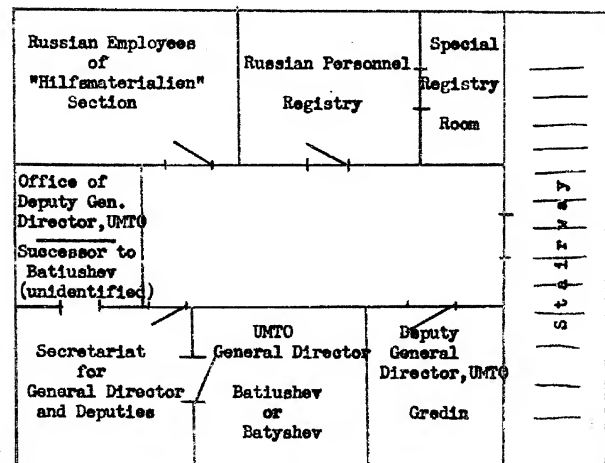 Russian Employees
of
"Hilfsmaterialien"
Section
Russian Personnel
Registry
Special
Registry
Room
Office of
Deputy Gen.
Director,UMTO
Successor to
Batiushev
(unidentified)
Secretariat
for
General Director
and Deputies
UMTO
General Director
Batiushev
or
Batyshev
Deputy
General
Director,UMTO
Gredin
Stairway